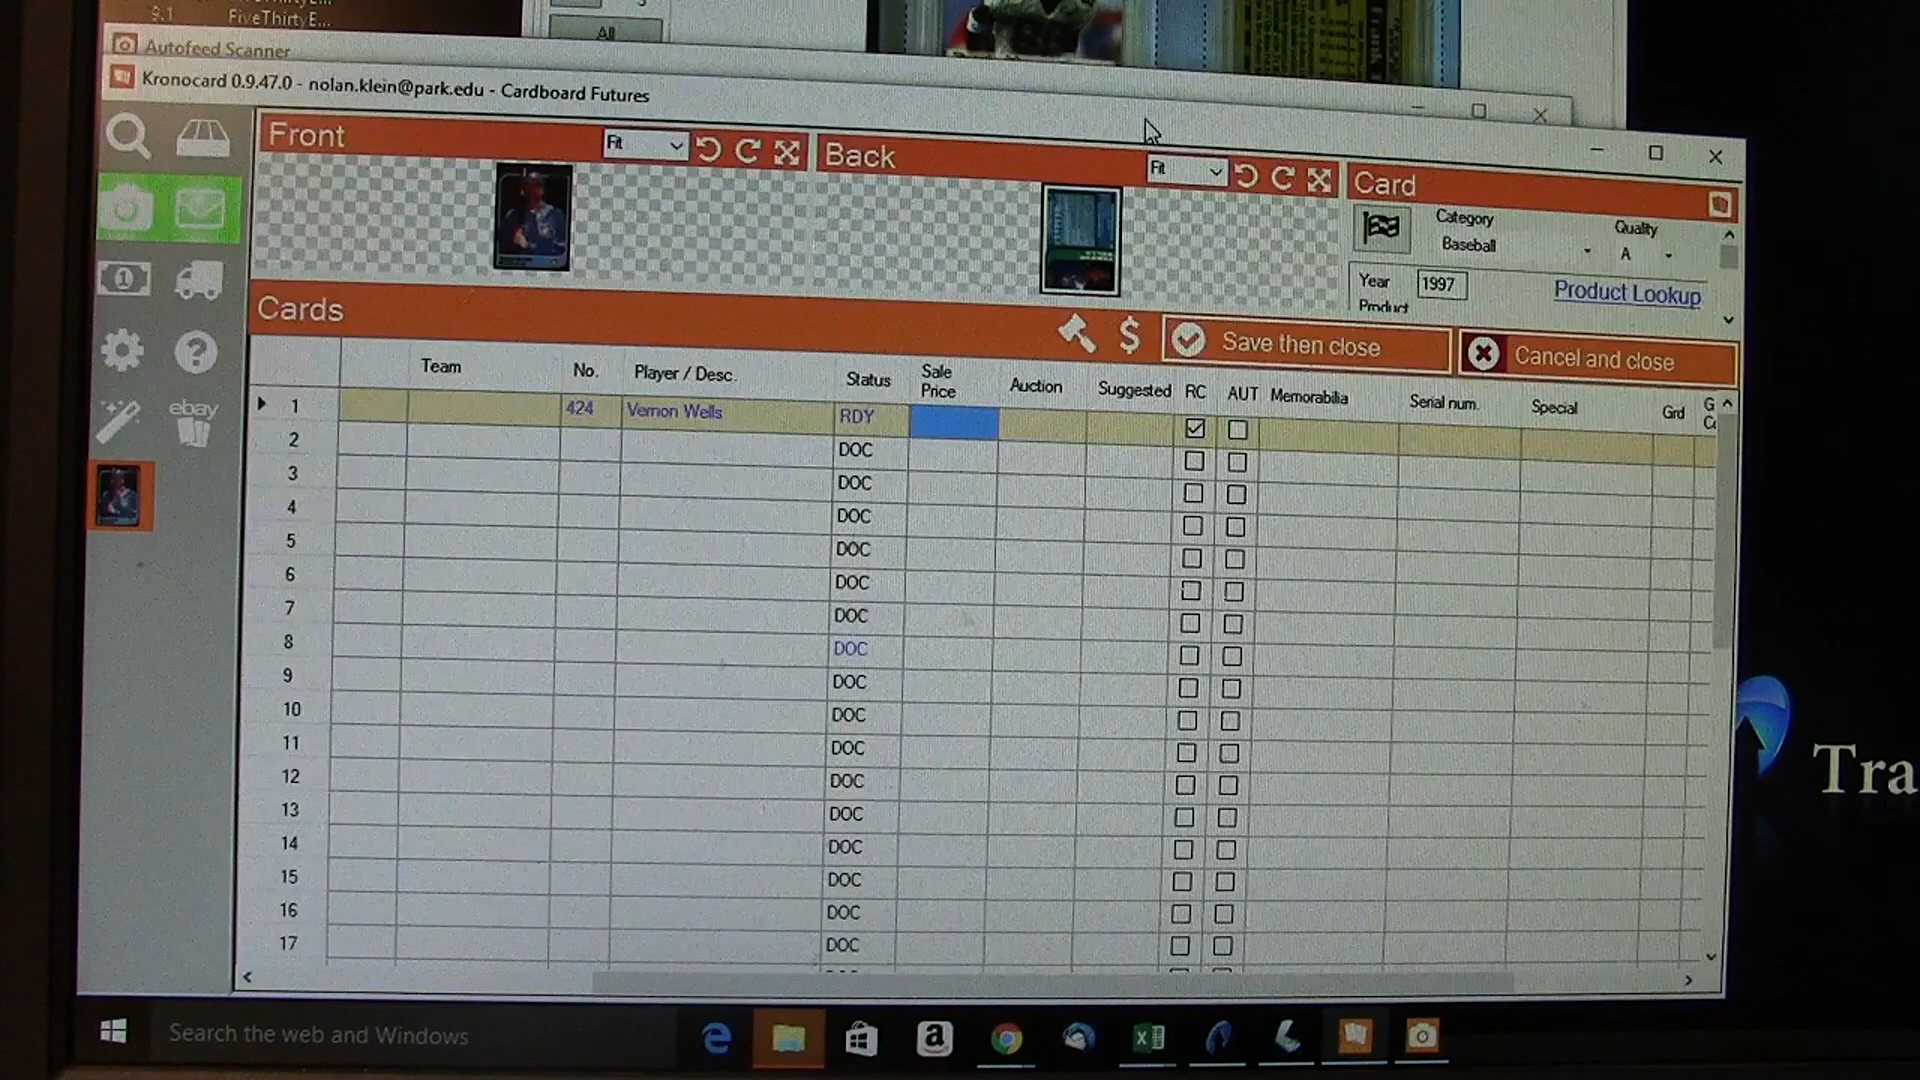 9.1 FiveThirtyE...
All
Autofeed Scanner
Kronocard 0.9.47.0 - nolan.klein@park.edu - Cardboard Futures
Front Fit Back Fit Card
Category Quality
Baseball A
Year 1997 Product Lookup
Product
Cards $ Save then close Cancel and close
Team No. Player / Desc. Status Sale Price Auction Suggested RC AUT Memorabilia Serial num. Special Grd
1 424 Vernon Wells RDY
2 DOC
3 DOC
4 DOC
5 DOC
6 DOC
7 DOC
8 DOC
9 DOC
10 DOC
11 DOC
12 DOC
13 DOC
14 DOC
15 DOC
16 DOC
17 DOC
ebay
Tra
Search the web and Windows